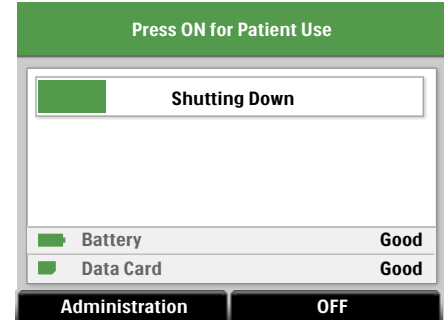 Press ON for Patient Use
Shutting Down
Battery Good
Data Card Good
Administration OFF